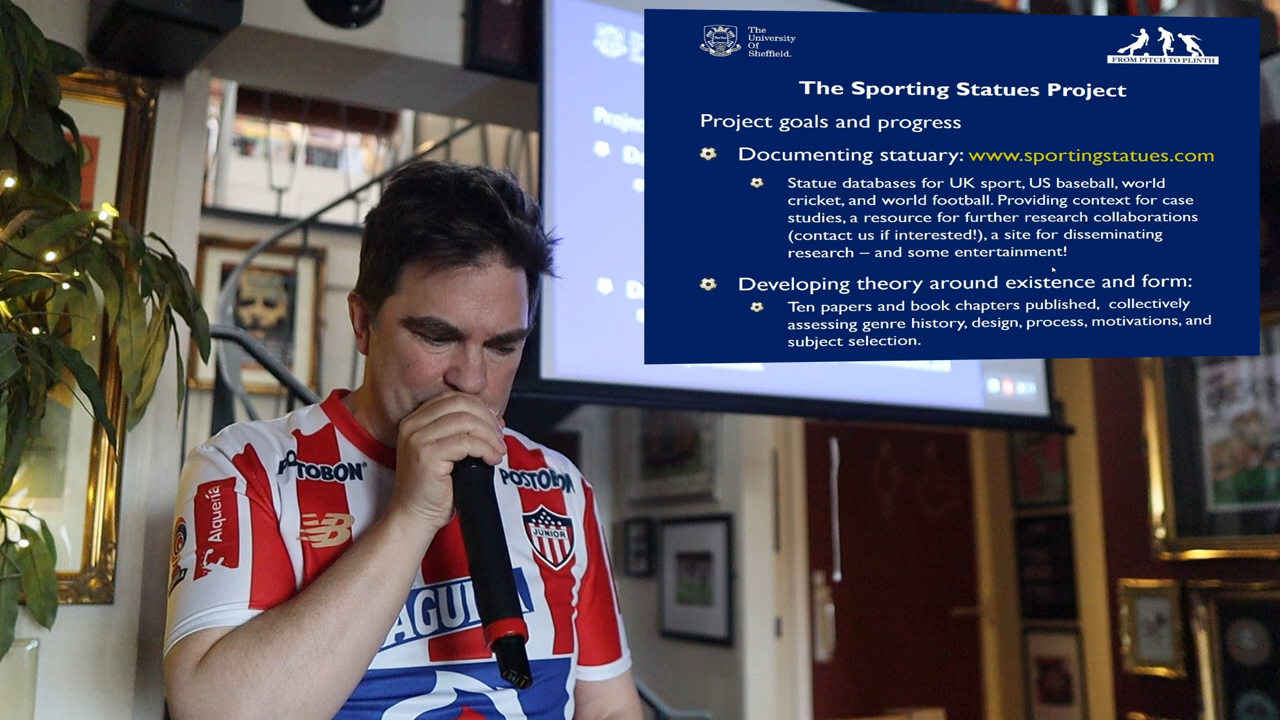 The
University
Of
Sheffield.
FROM PITCH TO PLINTH
The Sporting Statues Project
Project goals and progress
Documenting statuary: www.sportingstatues.com
Statue databases for UK sport, US baseball, world
cricket, and world football. Providing context for case
studies, a resource for further research collaborations
(contact us if interested!), a site for disseminating
research – and some entertainment!
Developing theory around existence and form:
Ten papers and book chapters published, collectively
assessing genre history, design, process, motivations, and
subject selection.
POSTOBON
POSTOBON
Alquería
NB
JUNIOR
AGUI